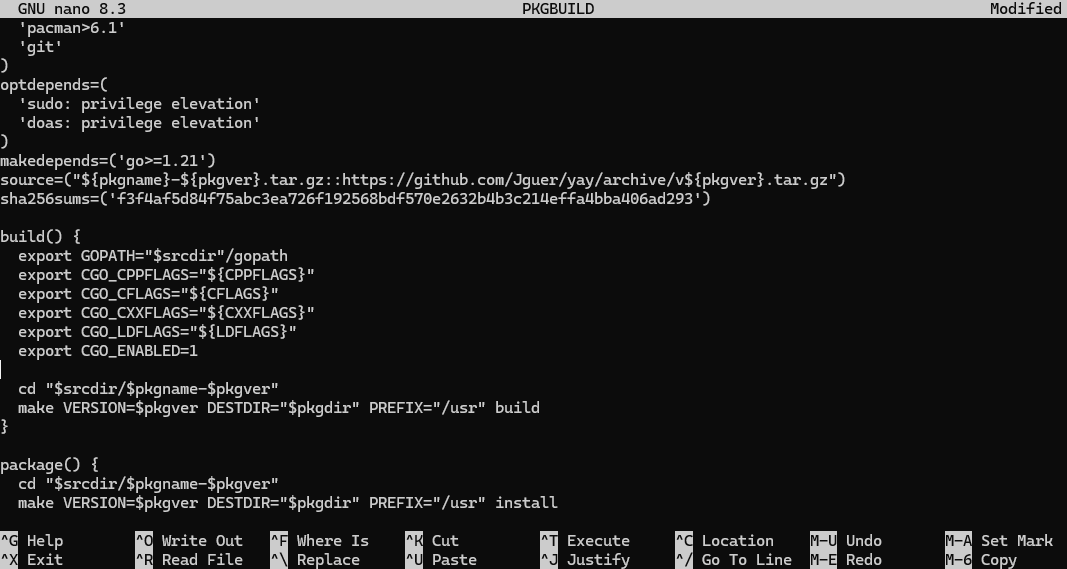 GNU nano 8.3 PKGBUILD Modified
'pacman>6.1'
'git'
)
optdepends=(
'sudo: privilege elevation'
'doas: privilege elevation'
)
makedepends=('go>=1.21')
source=("${pkgname}-${pkgver}.tar.gz::https://github.com/Jguer/yay/archive/v${pkgver}.tar.gz")
sha256sums=('f3f4af5d84f75abc3ea726f192568bdf570e2632b4b3c214effa4bba406ad293')
build() {
export GOPATH="$srcdir"/gopath
export CGO_CPPFLAGS="${CPPFLAGS}"
export CGO_CFLAGS="${CFLAGS}"
export CGO_CXXFLAGS="${CXXFLAGS}"
export CGO_LDFLAGS="${LDFLAGS}"
export CGO_ENABLED=1
cd "$srcdir/$pkgname-$pkgver"
make VERSION=$pkgver DESTDIR="$pkgdir" PREFIX="/usr" build
}
package() {
cd "$srcdir/$pkgname-$pkgver"
make VERSION=$pkgver DESTDIR="$pkgdir" PREFIX="/usr" install
^G Help ^O Write Out ^F Where Is ^K Cut ^T Execute ^C Location M-U Undo M-A Set Mark
^X Exit ^R Read File ^\ Replace ^U Paste ^J Justify ^/ Go To Line M-E Redo M-6 Copy